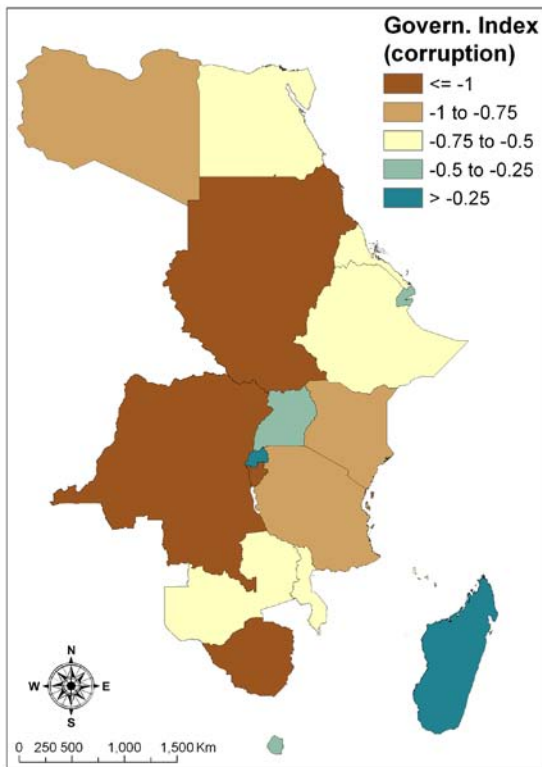 Govern. Index
(corruption)
<= -1
-1 to -0.75
-0.75 to -0.5
-0.5 to -0.25
> -0.25
N
W E
S
0 250 500 1,000 1,500 Km